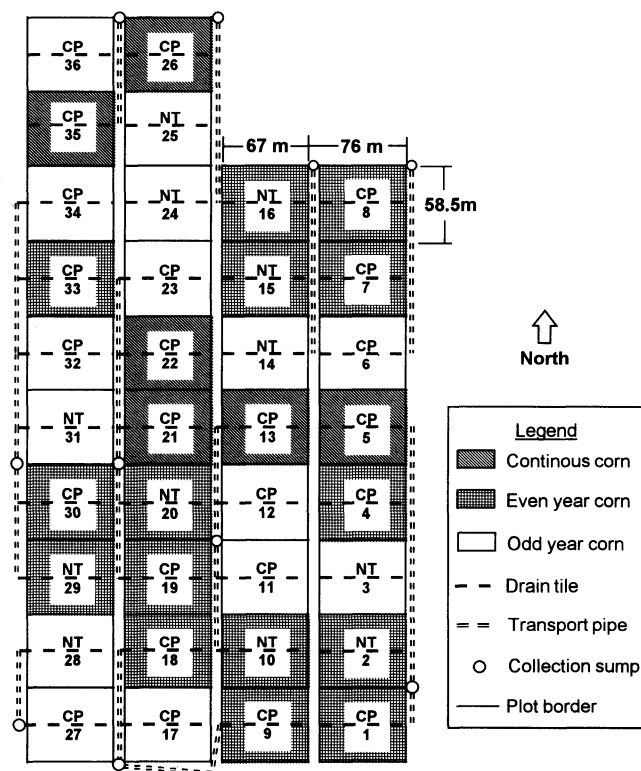 CP
36
CP
26
CP
35
NT
25
67 m
76 m
CP
34
NT
24
NT
16
CP
8
58.5m
CP
33
CP
23
NT
15
CP
7
CP
32
CP
22
NT
14
CP
6
North
NT
31
CP
21
CP
13
CP
5
CP
30
NT
20
CP
12
CP
4
NT
29
CP
19
CP
11
NT
3
NT
28
CP
18
NT
10
NT
2
CP
27
CP
17
CP
9
CP
1
Legend
Continous corn
Even year corn
Odd year corn
Drain tile
Transport pipe
Collection sump
Plot border